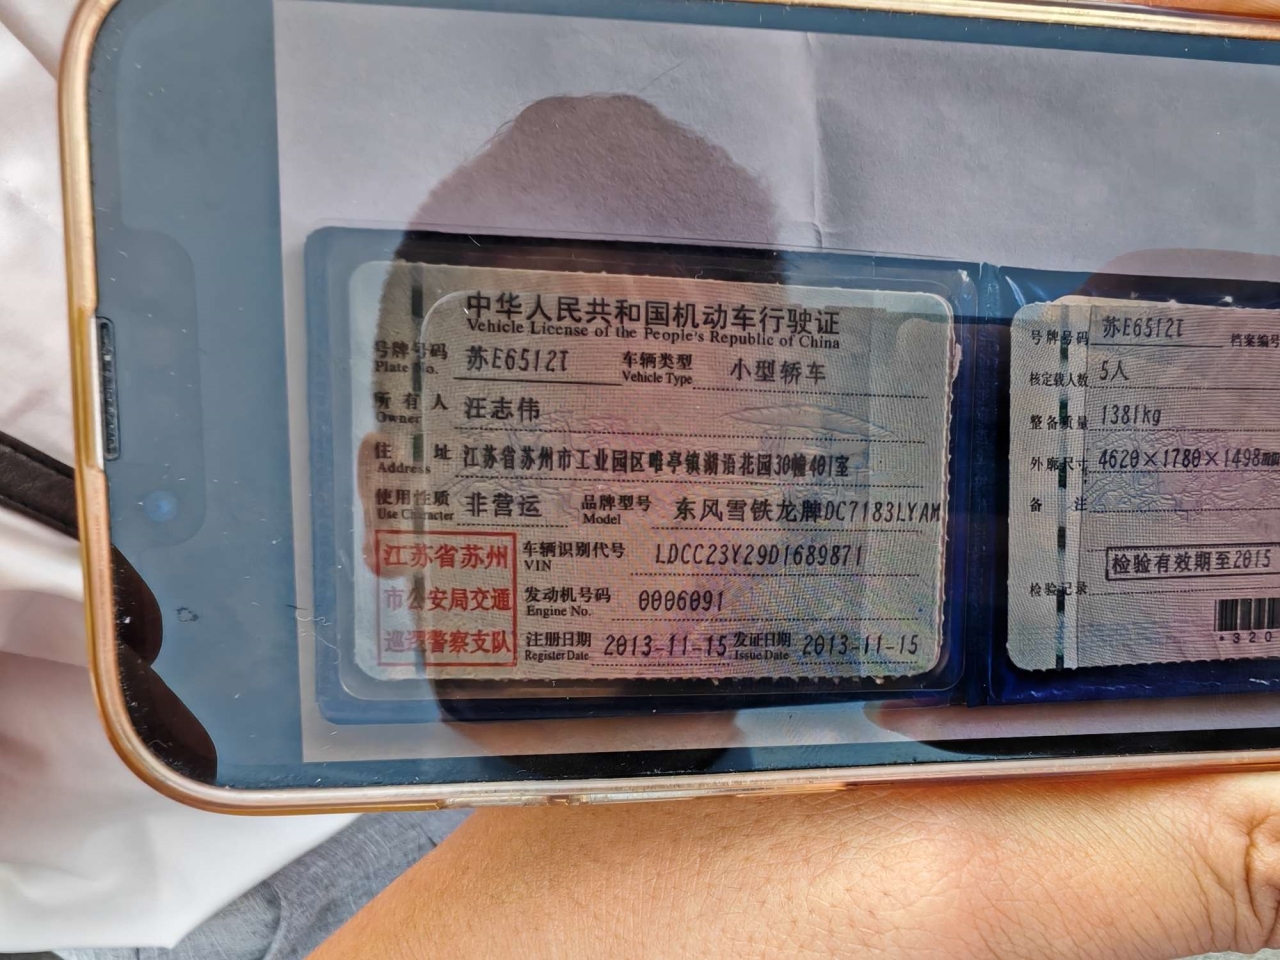 中华人民共和国机动车行驶证
Vehicle License of the People's Republic of China
号牌号码 苏E6512T 车辆类型 小型轿车
Plate No. Vehicle Type
所有人 汪志伟
Owner
住址 江苏省苏州市工业园区唯亭镇湖语花园30幢401室
Address
使用性质 非营运 品牌型号 东风雪铁龙牌DC7183LYAM
Use Character Model
江苏省苏州
市公安局交通
巡逻警察支队
车辆识别代号 LDCC23Y29D1689871
VIN
发动机号码 0006091
Engine No.
注册日期 2013-11-15 发证日期 2013-11-15
Register Date Issue Date
号牌号码 苏E6512T 档案编号
核定载人数 5人
整备质量 1381kg
外廓尺寸 4620×1780×1498mm
备注
检验有效期至2015
检验记录
*320